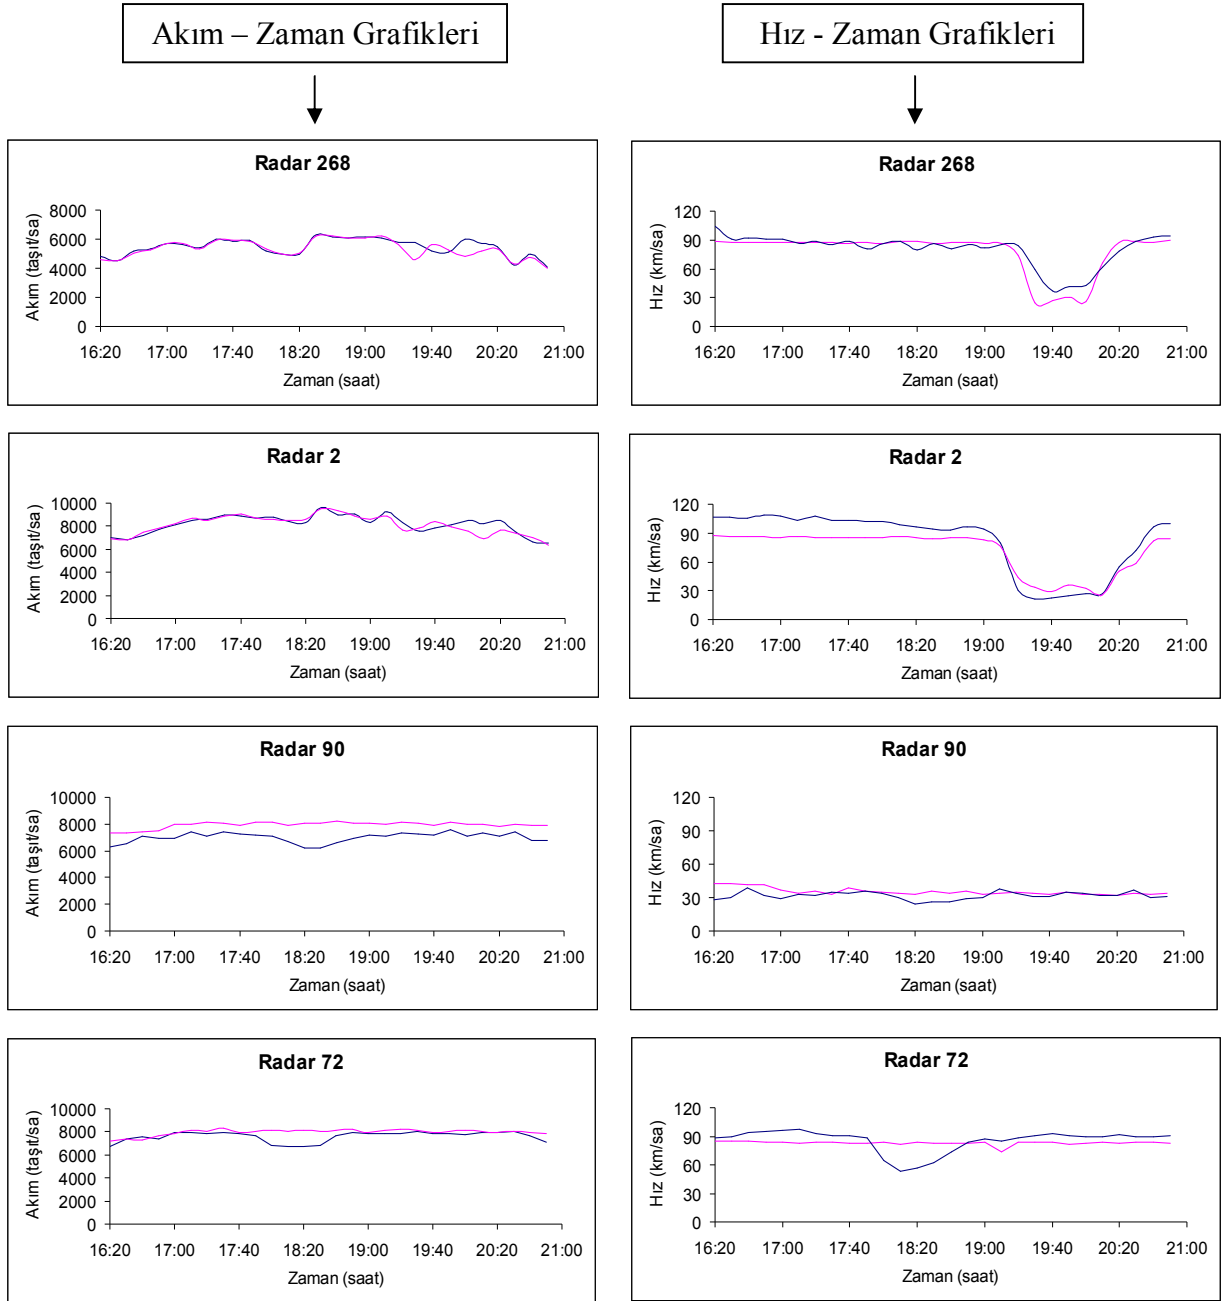 Akım – Zaman Grafikleri
Hız - Zaman Grafikleri
Radar 268
8000
6000
4000
2000
0
Akım (taşıt/sa)
16:20 17:00 17:40 18:20 19:00 19:40 20:20 21:00
Zaman (saat)
Radar 268
120
90
60
30
0
Hız (km/sa)
16:20 17:00 17:40 18:20 19:00 19:40 20:20 21:00
Zaman (saat)
Radar 2
10000
8000
6000
4000
2000
0
Akım (taşıt/sa)
16:20 17:00 17:40 18:20 19:00 19:40 20:20 21:00
Zaman (saat)
Radar 2
120
90
60
30
0
Hız (km/sa)
16:20 17:00 17:40 18:20 19:00 19:40 20:20 21:00
Zaman (saat)
Radar 90
10000
8000
6000
4000
2000
0
Akım (taşıt/sa)
16:20 17:00 17:40 18:20 19:00 19:40 20:20 21:00
Zaman (saat)
Radar 90
120
90
60
30
0
Hız (km/sa)
16:20 17:00 17:40 18:20 19:00 19:40 20:20 21:00
Zaman (saat)
Radar 72
10000
8000
6000
4000
2000
0
Akım (taşıt/sa)
16:20 17:00 17:40 18:20 19:00 19:40 20:20 21:00
Zaman (saat)
Radar 72
120
90
60
30
0
Hız (km/sa)
16:20 17:00 17:40 18:20 19:00 19:40 20:20 21:00
Zaman (saat)